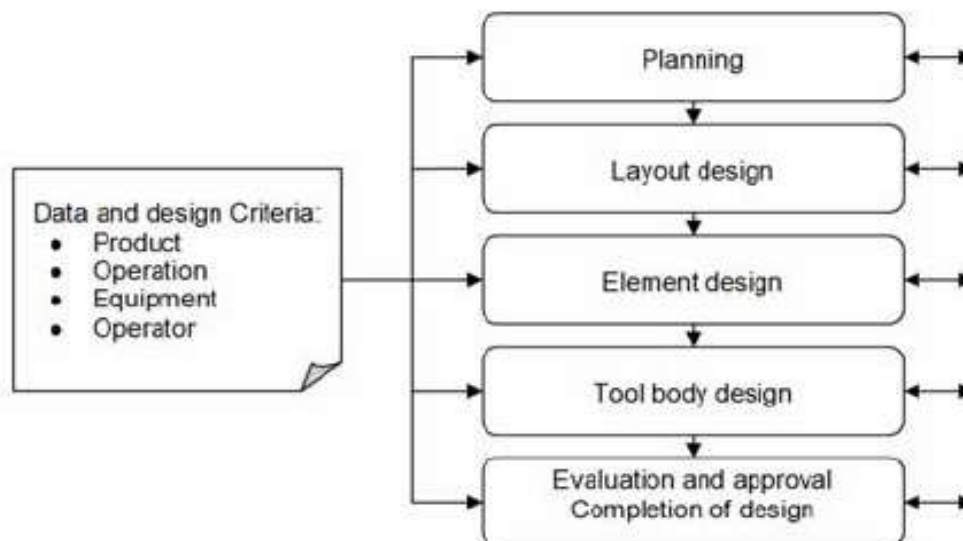 Data and design Criteria:
● Product
● Operation
● Equipment
● Operator
Planning
Layout design
Element design
Tool body design
Evaluation and approval
Completion of design